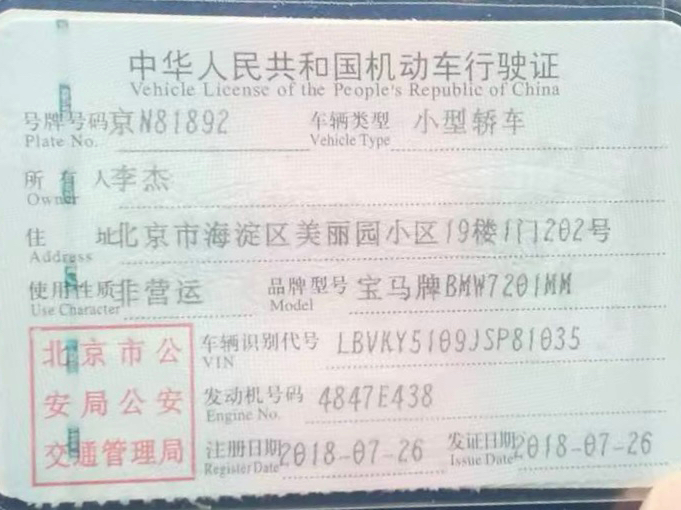 中华人民共和国机动车行驶证
Vehicle License of the People's Republic of China
号牌号码 京N81892 车辆类型 小型轿车
Plate No. Vehicle Type
所有人 李杰
Owner
住址 北京市海淀区美丽园小区19楼1门1202号
Address
使用性质 非营运 品牌型号 宝马牌BMW7201MM
Use Character Model
北京市公 车辆识别代号 LBVKY5109JSP81035
VIN
安局公安 发动机号码 4847E438
Engine No.
交通管理局 注册日期 2018-07-26 发证日期 2018-07-26
Register Date Issue Date